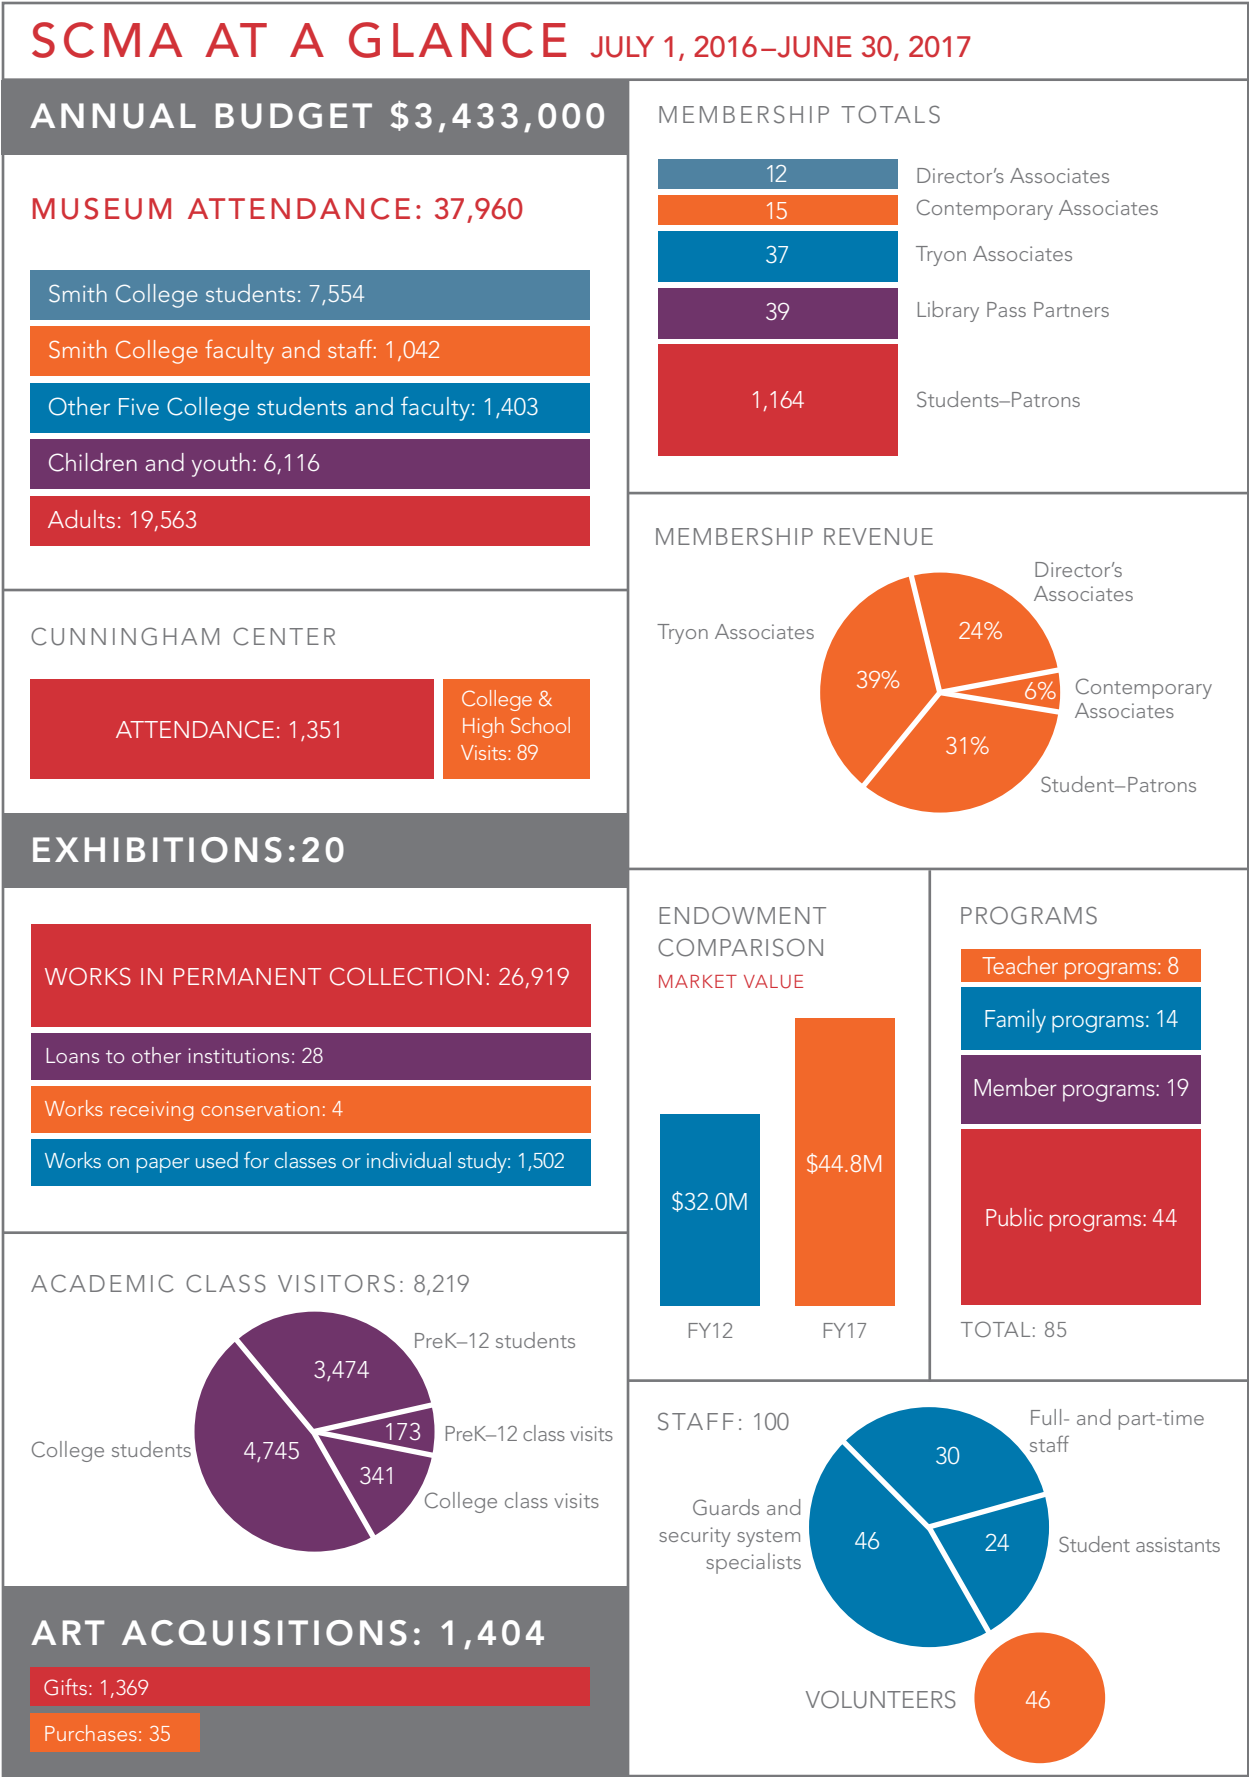 SCMA AT A GLANCE JULY 1, 2016–JUNE 30, 2017
ANNUAL BUDGET $3,433,000
MUSEUM ATTENDANCE: 37,960
Smith College students: 7,554
Smith College faculty and staff: 1,042
Other Five College students and faculty: 1,403
Children and youth: 6,116
Adults: 19,563
CUNNINGHAM CENTER
ATTENDANCE: 1,351
College &
High School
Visits: 89
EXHIBITIONS:20
WORKS IN PERMANENT COLLECTION: 26,919
Loans to other institutions: 28
Works receiving conservation: 4
Works on paper used for classes or individual study: 1,502
ACADEMIC CLASS VISITORS: 8,219
PreK–12 students
3,474
173
PreK–12 class visits
College students
4,745
341
College class visits
ART ACQUISITIONS: 1,404
Gifts: 1,369
Purchases: 35
MEMBERSHIP TOTALS
12
Director's Associates
15
Contemporary Associates
37
Tryon Associates
39
Library Pass Partners
1,164
Students–Patrons
MEMBERSHIP REVENUE
Director's
Associates
24%
Tryon Associates
39%
6%
Contemporary
Associates
31%
Student–Patrons
ENDOWMENT
COMPARISON
MARKET VALUE
$32.0M
$44.8M
FY12
FY17
PROGRAMS
Teacher programs: 8
Family programs: 14
Member programs: 19
Public programs: 44
TOTAL: 85
STAFF: 100
Full- and part-time
staff
30
Guards and
security system
specialists
46
24
Student assistants
VOLUNTEERS
46